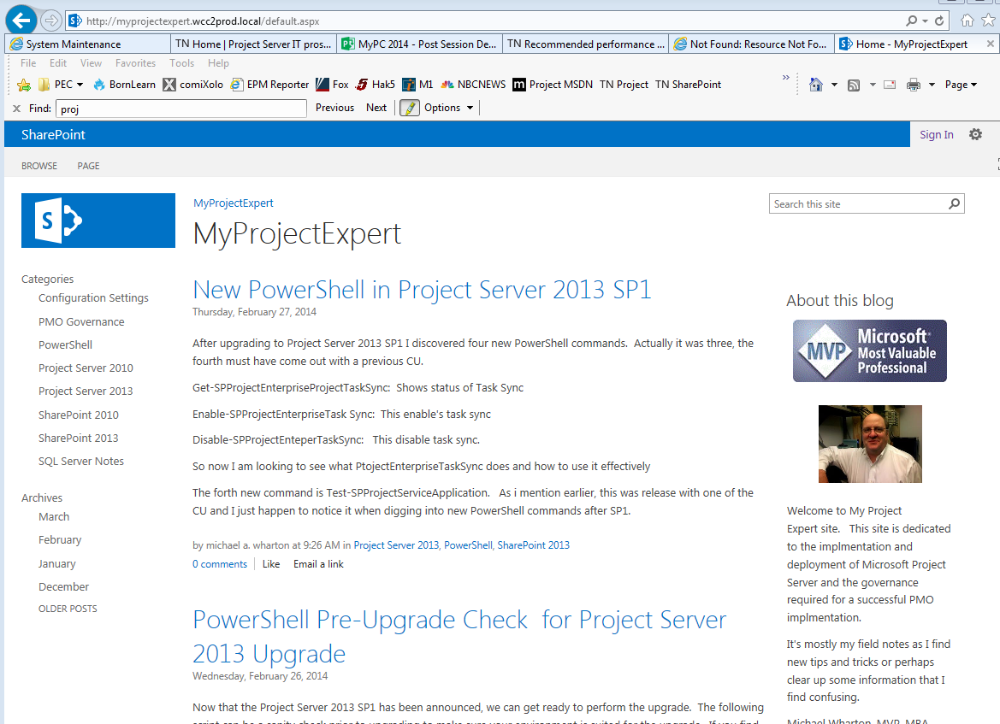 http://myprojectexpert.wcc2prod.local/default.aspx
System Maintenance
TN Home | Project Server IT pros...
MyPC 2014 - Post Session De...
TN Recommended performance ...
Not Found: Resource Not Fo...
Home - MyProjectExpert
File Edit View Favorites Tools Help
PEC BornLearn comiXolo EPM Reporter Fox Hak5 M1 NBCNEWS m Project MSDN TN Project TN SharePoint » Page
x Find: proj Previous Next Options
SharePoint
Sign In
BROWSE PAGE
S
MyProjectExpert
MyProjectExpert
Search this site
Categories
Configuration Settings
PMO Governance
PowerShell
Project Server 2010
Project Server 2013
SharePoint 2010
SharePoint 2013
SQL Server Notes
Archives
March
February
January
December
OLDER POSTS
New PowerShell in Project Server 2013 SP1
Thursday, February 27, 2014
After upgrading to Project Server 2013 SP1 I discovered four new PowerShell commands.  Actually it was three, the
fourth must have come out with a previous CU.
Get-SPProjectEnterpriseProjectTaskSync:  Shows status of Task Sync
Enable-SPProjectEnterpriseTask Sync:  This enable's task sync
Disable-SPProjectEnteperTaskSync:   This disable task sync.
So now I am looking to see what PtojectEnterpriseTaskSync does and how to use it effectively
The forth new command is Test-SPProjectServiceApplication.   As i mention earlier, this was release with one of the
CU and I just happen to notice it when digging into new PowerShell commands after SP1.
by michael a. wharton at 9:26 AM in Project Server 2013, PowerShell, SharePoint 2013
0 comments Like Email a link
PowerShell Pre-Upgrade Check  for Project Server
2013 Upgrade
Wednesday, February 26, 2014
Now that the Project Server 2013 SP1 has been announced, we can get ready to perform the upgrade.  The following
script can be a sanity check prior to upgrading to make sure your environment is suited for the upgrade.  If you find
About this blog
MVP
Microsoft®
Most Valuable
Professional
Welcome to My Project
Expert site.   This site is dedicated
to the implmentation and
deployment of Microsoft Project
Server and the governance
required for a successful PMO
implmentation.
It's mostly my field notes as I find
new tips and tricks or perhaps
clear up some information that I
find confusing.
Michael Wharton, MVP, MBA